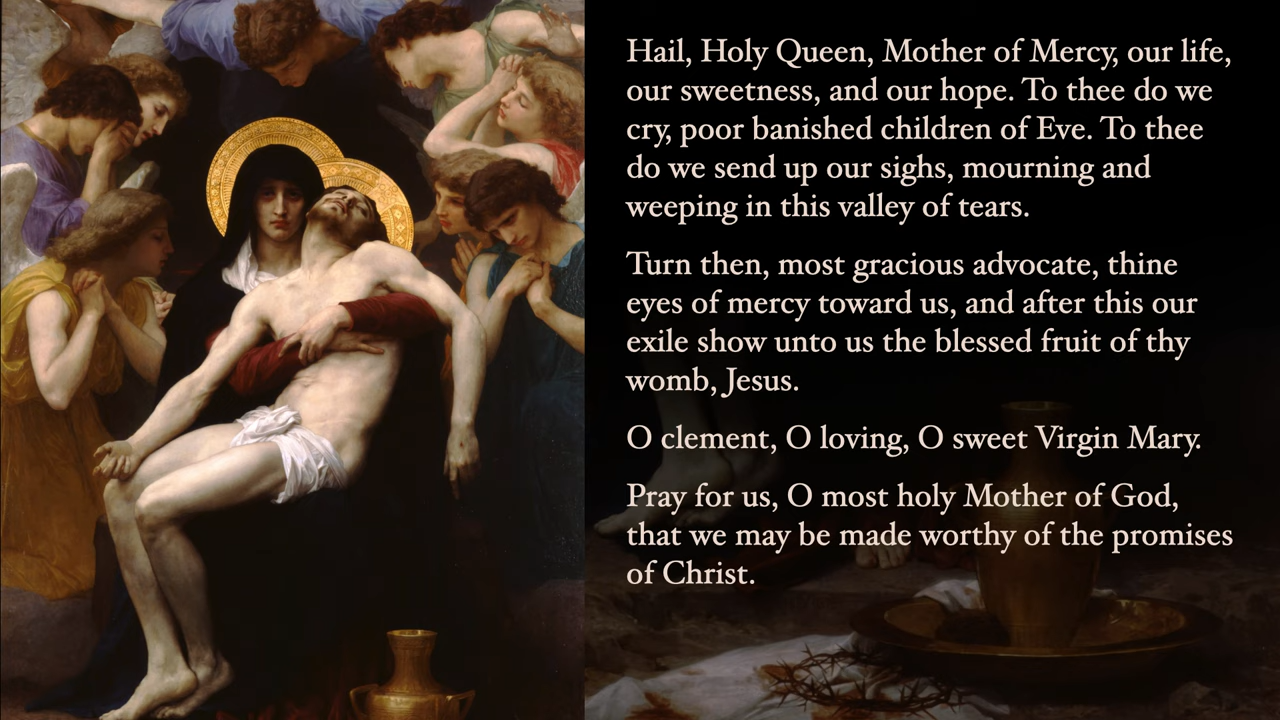 Hail, Holy Queen, Mother of Mercy, our life,
our sweetness, and our hope. To thee do we
cry, poor banished children of Eve. To thee
do we send up our sighs, mourning and
weeping in this valley of tears.
Turn then, most gracious advocate, thine
eyes of mercy toward us, and after this our
exile show unto us the blessed fruit of thy
womb, Jesus.
O clement, O loving, O sweet Virgin Mary.
Pray for us, O most holy Mother of God,
that we may be made worthy of the promises
of Christ.